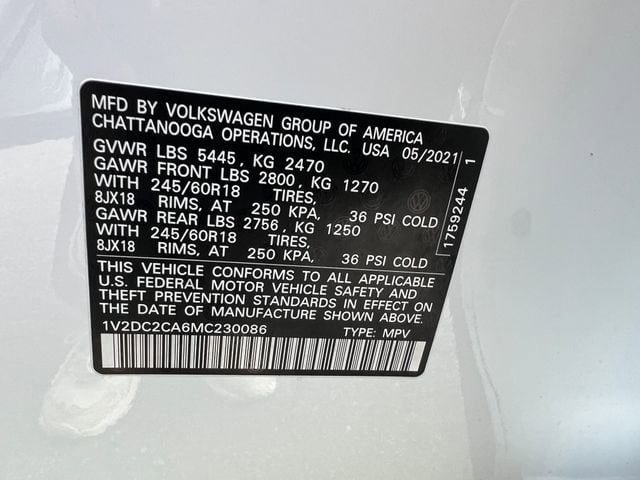 MFD BY VOLKSWAGEN GROUP OF AMERICA
CHATTANOOGA OPERATIONS, LLC. USA 05/2021
GVWR LBS 5445, KG 2470
GAWR FRONT LBS 2800, KG 1270
WITH 245/60R18 TIRES,
8JX18 RIMS, AT 250 KPA, 36 PSI COLD
GAWR REAR LBS 2756, KG 1250
WITH 245/60R18 TIRES,
8JX18 RIMS, AT 250 KPA, 36 PSI COLD
THIS VEHICLE CONFORMS TO ALL APPLICABLE
U.S. FEDERAL MOTOR VEHICLE SAFETY AND
THEFT PREVENTION STANDARDS IN EFFECT ON
THE DATE OF MANUFACTURE SHOWN ABOVE.
1V2DC2CA6MC230086 TYPE: MPV
1759244 1